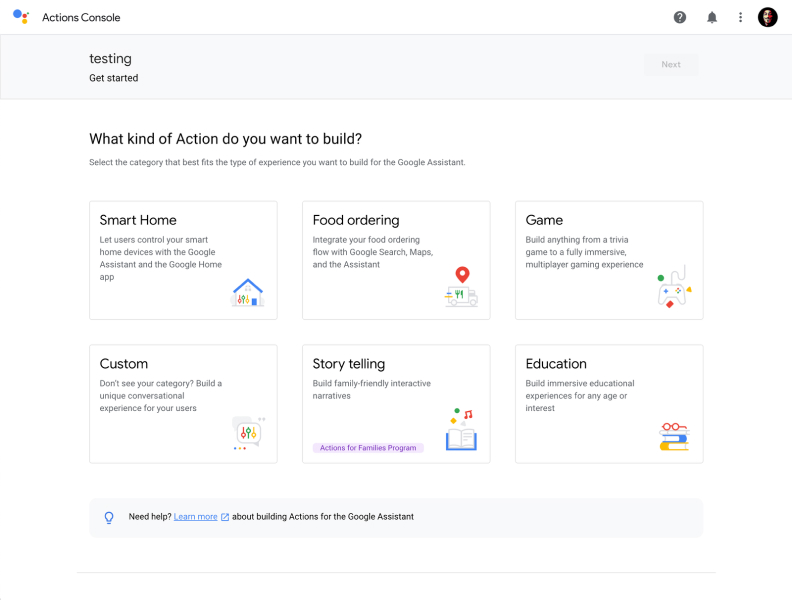 Actions Console
testing
Get started
Next
What kind of Action do you want to build?
Select the category that best fits the type of experience you want to build for the Google Assistant.
Smart Home
Let users control your smart
home devices with the Google
Assistant and the Google Home
app
Food ordering
Integrate your food ordering
flow with Google Search, Maps,
and the Assistant
Game
Build anything from a trivia
game to a fully immersive,
multiplayer gaming experience
Custom
Don't see your category? Build a
unique conversational
experience for your users
Story telling
Build family-friendly interactive
narratives
Actions for Families Program
Education
Build immersive educational
experiences for any age or
interest
Need help? Learn more about building Actions for the Google Assistant